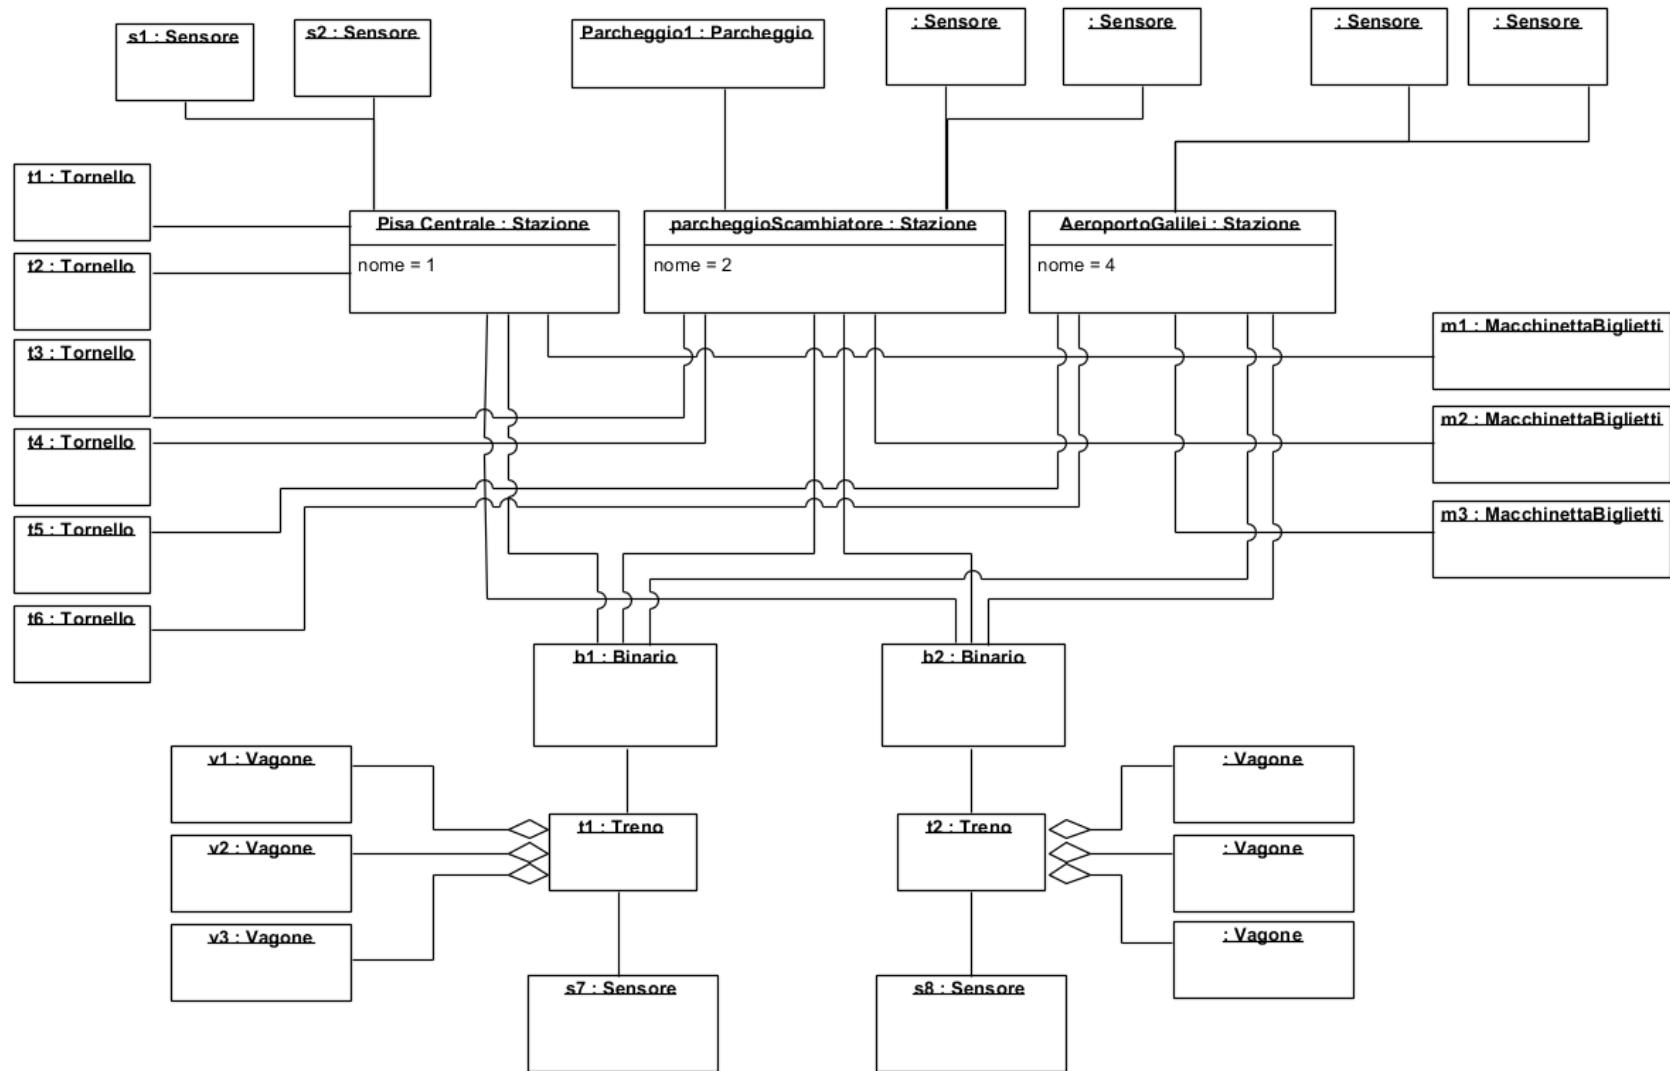 s1 : Sensore
s2 : Sensore
Parcheggio1 : Parcheggio
: Sensore
: Sensore
: Sensore
: Sensore
t1 : Tornello
t2 : Tornello
t3 : Tornello
t4 : Tornello
t5 : Tornello
t6 : Tornello
Pisa Centrale : Stazione
nome = 1
parcheggioScambiatore : Stazione
nome = 2
AeroportoGalilei : Stazione
nome = 4
m1 : MacchinettaBiglietti
m2 : MacchinettaBiglietti
m3 : MacchinettaBiglietti
b1 : Binario
b2 : Binario
v1 : Vagone
v2 : Vagone
v3 : Vagone
t1 : Treno
t2 : Treno
: Vagone
: Vagone
: Vagone
s7 : Sensore
s8 : Sensore